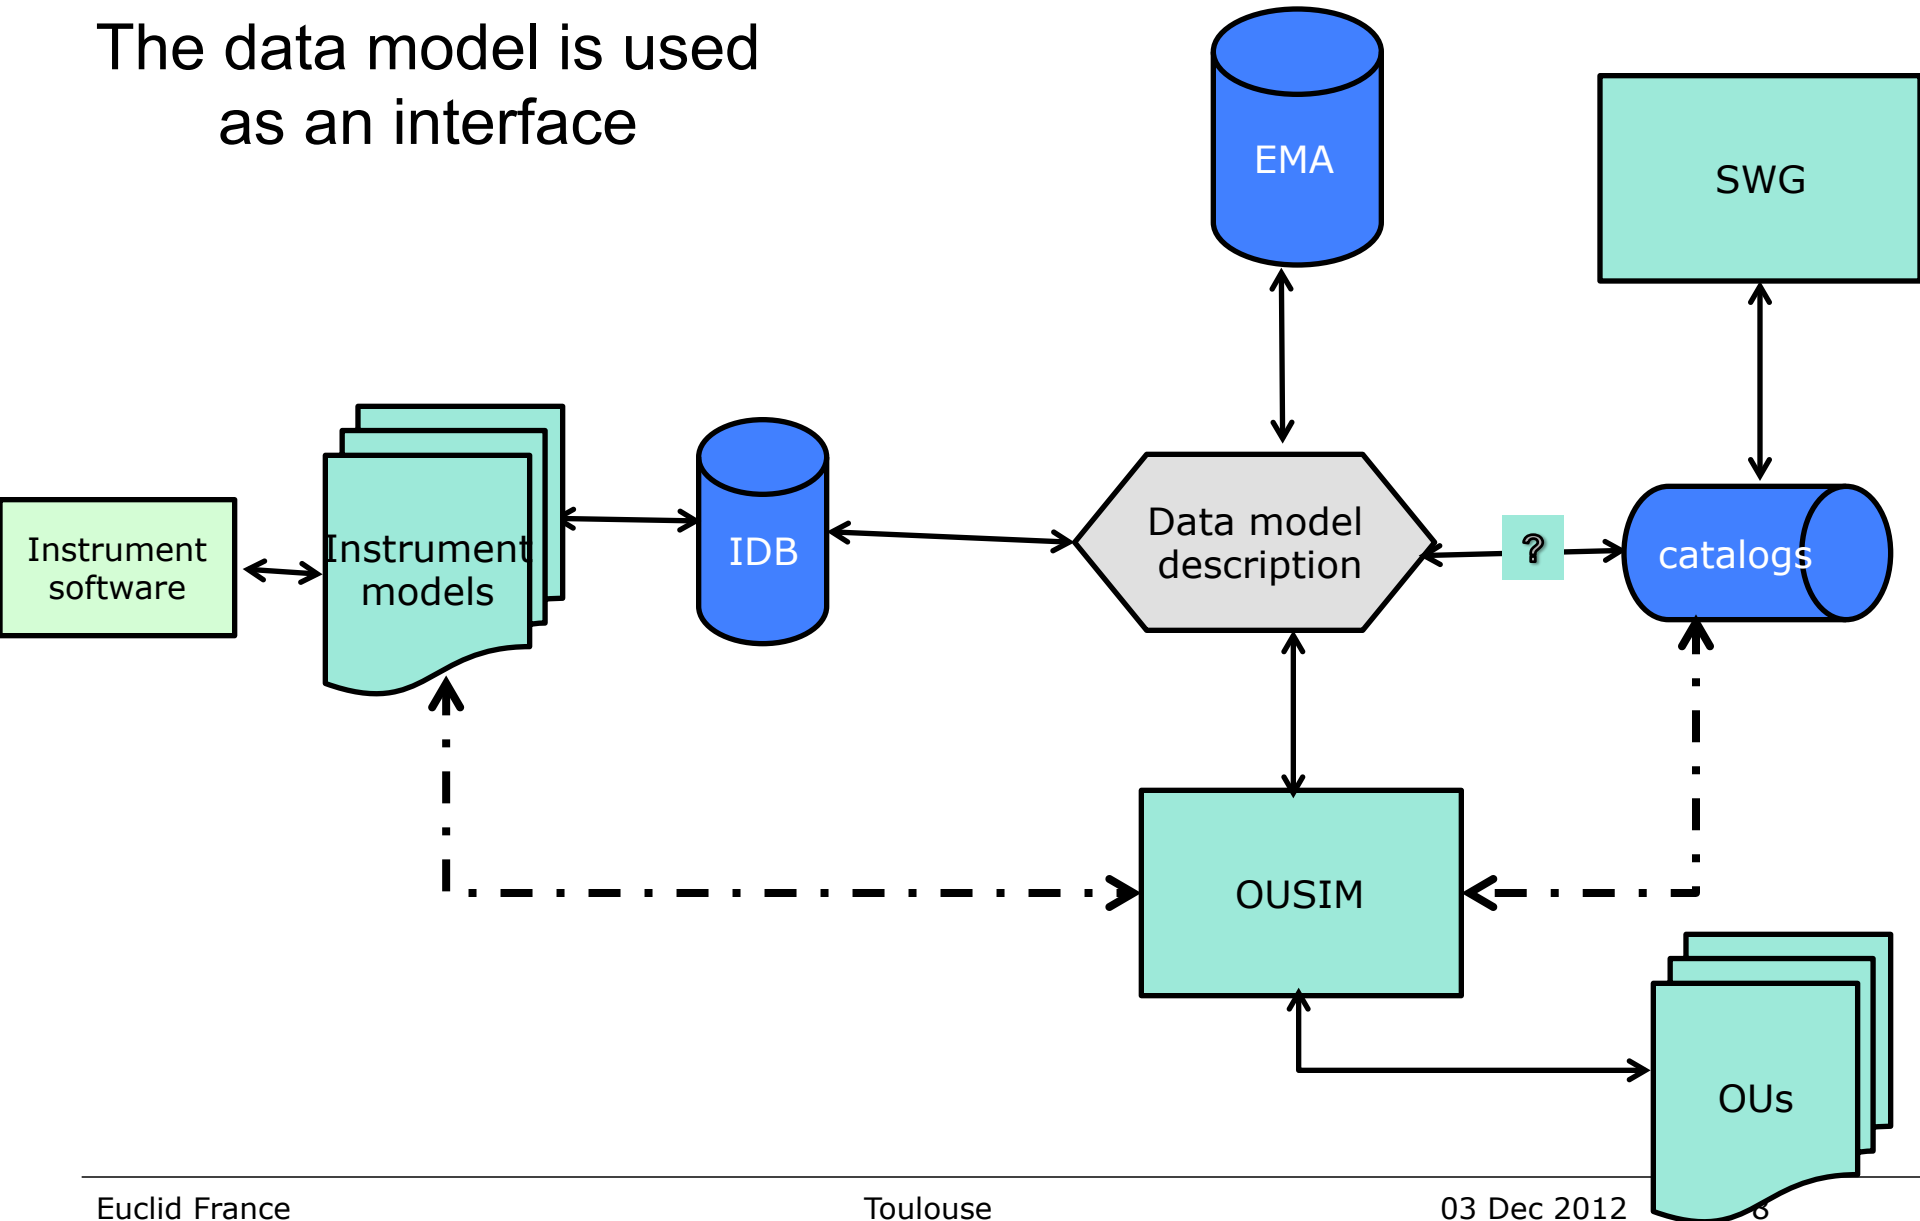 The data model is used
as an interface
EMA
SWG
Instrument
software
Instrument
models
IDB
Data model
description
?
catalogs
OUSIM
OUs
Euclid France
Toulouse
03 Dec 2012
8